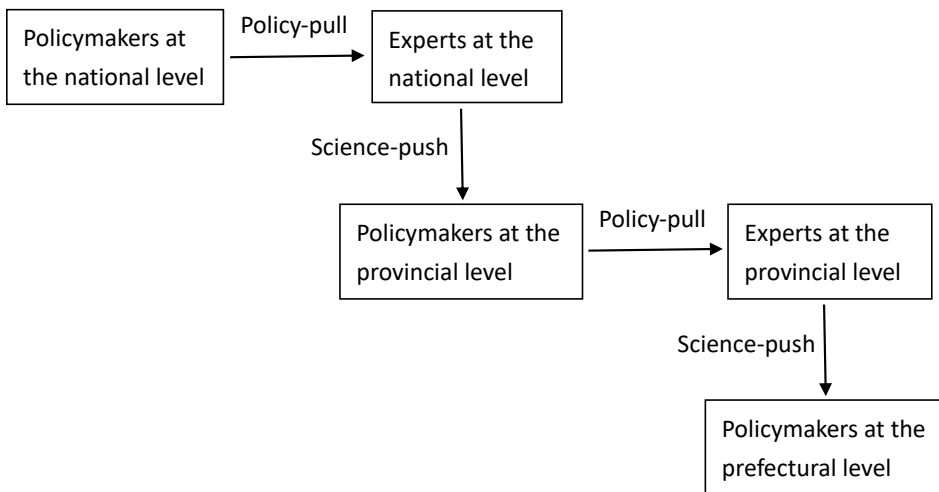 Policy-pull
Policymakers at
the national level
Experts at the
national level
Science-push
Policymakers at the
provincial level
Policy-pull
Experts at the
provincial level
Science-push
Policymakers at the
prefectural level